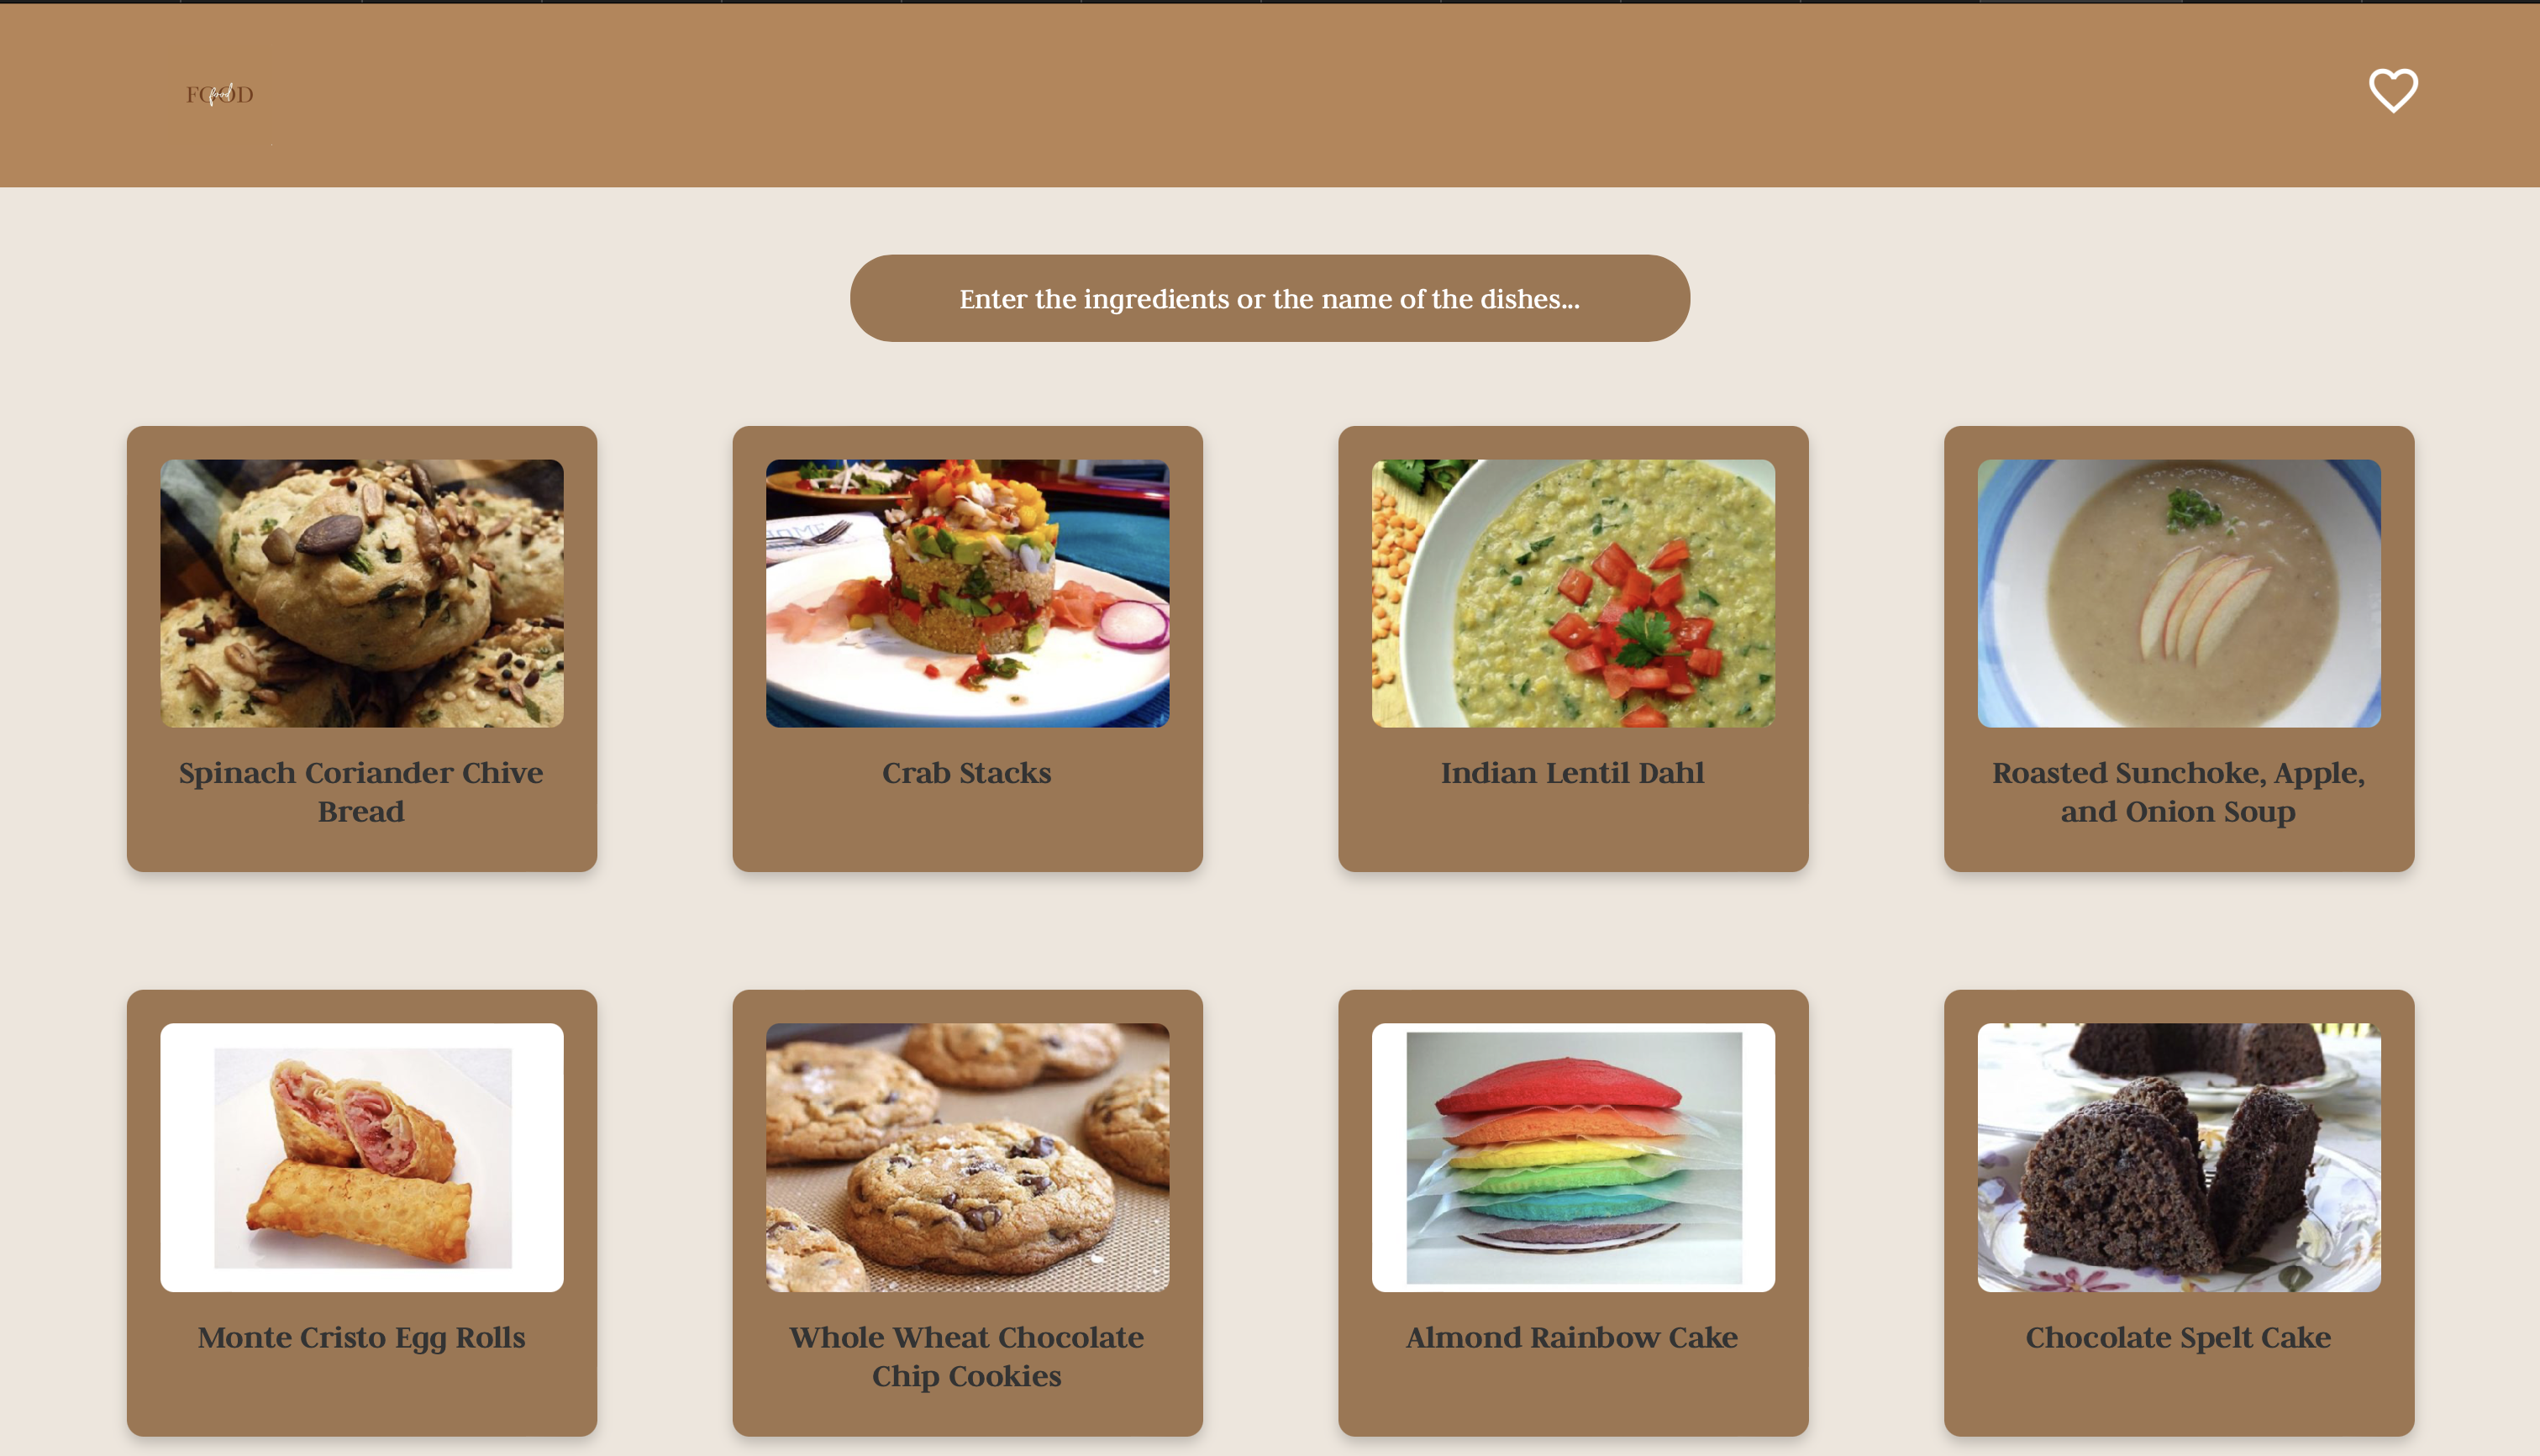 FOOD
food
Enter the ingredients or the name of the dishes...
Spinach Coriander Chive
Bread
Crab Stacks
Indian Lentil Dahl
Roasted Sunchoke, Apple,
and Onion Soup
Monte Cristo Egg Rolls
Whole Wheat Chocolate
Chip Cookies
Almond Rainbow Cake
Chocolate Spelt Cake